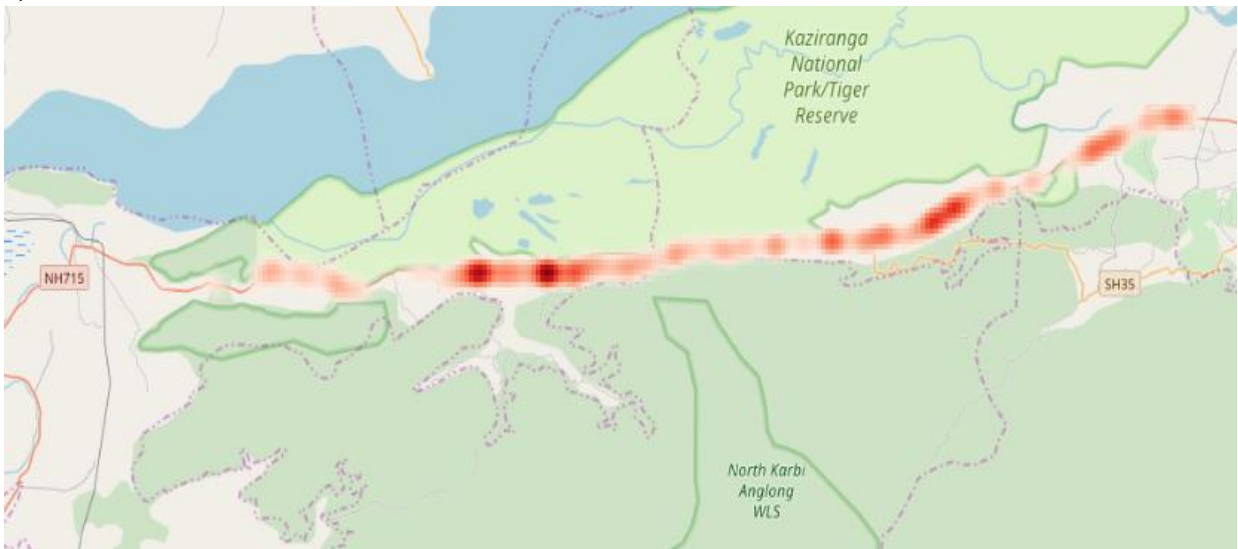 Kaziranga
National
Park/Tiger
Reserve
NH715
SH35
North Karbi
Anglong
WLS